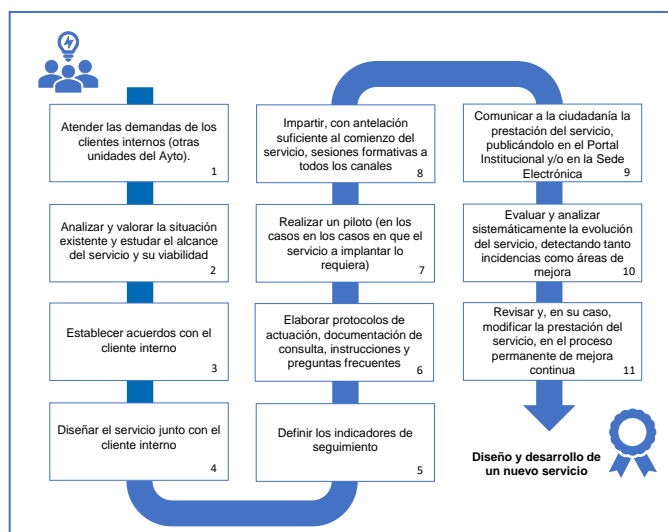 Atender las demandas de los
clientes internos (otras
unidades del Ayto).
1
Analizar y valorar la situación
existente y estudiar el alcance
del servicio y su viabilidad
2
Establecer acuerdos con el
cliente interno
3
Diseñar el servicio junto con el
cliente interno
4
Definir los indicadores de
seguimiento
5
Elaborar protocolos de
actuación, documentación de
consulta, instrucciones y
preguntas frecuentes
6
Realizar un piloto (en los
casos en los casos en que el
servicio a implantar lo
requiera)
7
Impartir, con antelación
suficiente al comienzo del
servicio, sesiones formativas a
todos los canales
8
Comunicar a la ciudadanía la
prestación del servicio,
publicándolo en el Portal
Institucional y/o en la Sede
Electrónica
9
Evaluar y analizar
sistemáticamente la evolución
del servicio, detectando tanto
incidencias como áreas de
mejora
10
Revisar y, en su caso,
modificar la prestación del
servicio, en el proceso
permanente de mejora
continua
11
Diseño y desarrollo de
un nuevo servicio